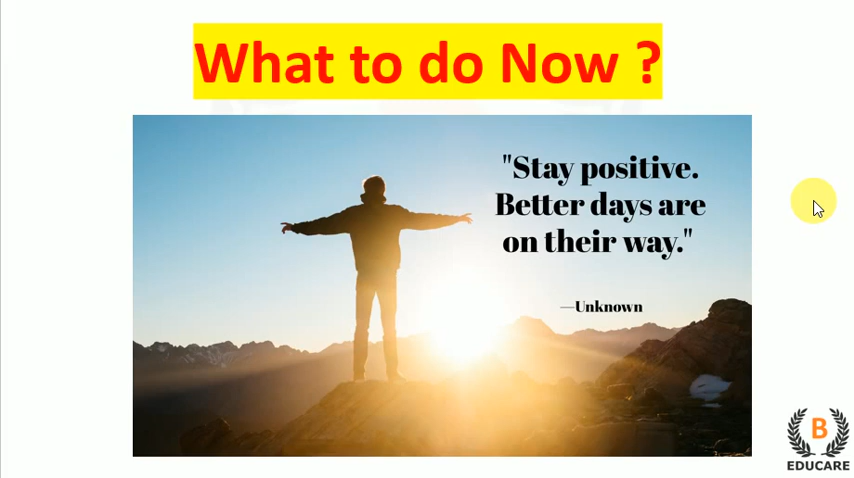 What to do Now ?
"Stay positive.
Better days are
on their way."
—Unknown
B
EDUCARE